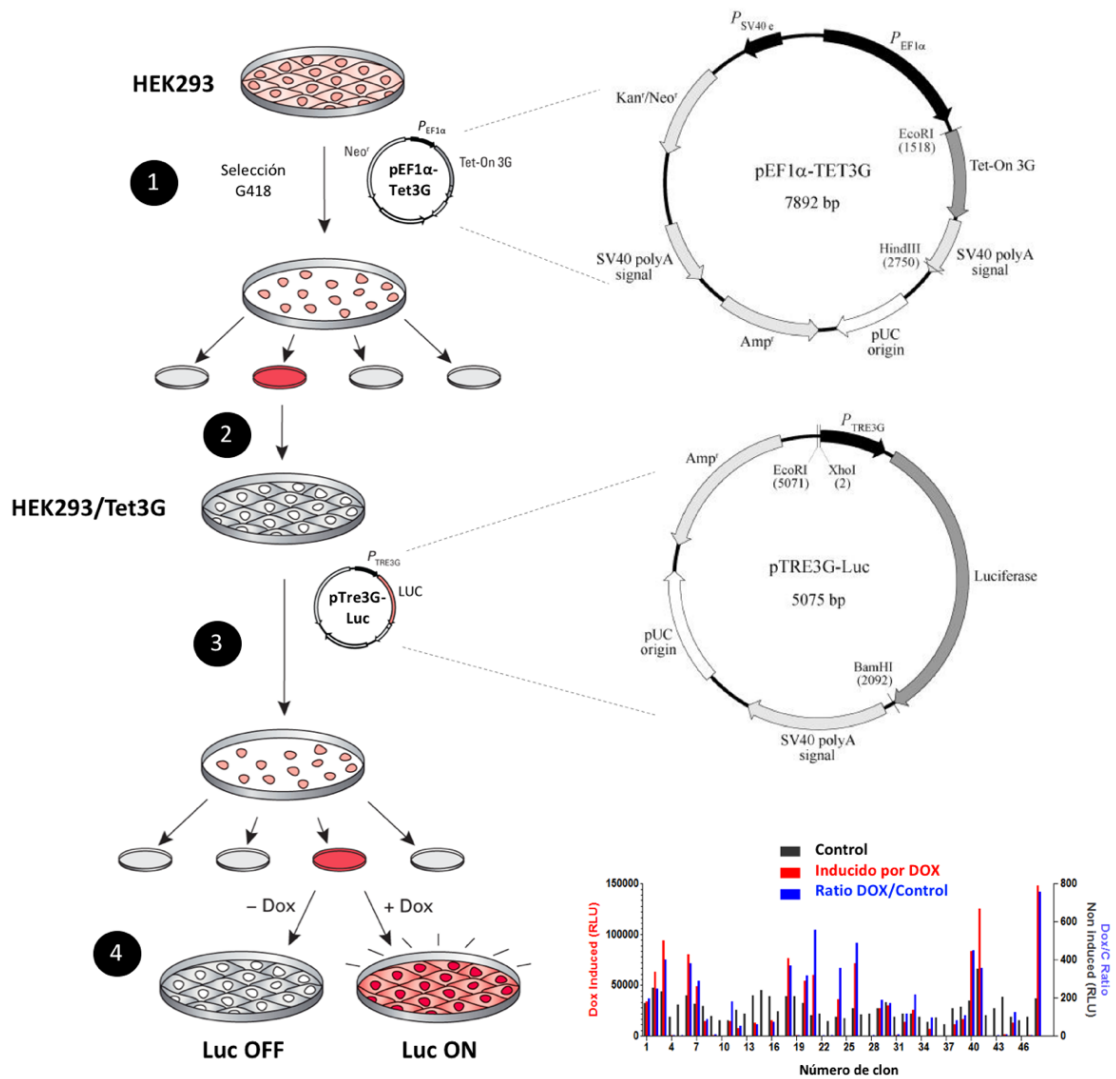 HEK293
1
Selección
G418
P EF1α
Neoʳ
Tet-On 3G
pEF1α-
Tet3G
2
HEK293/Tet3G
P TRE3G
LUC
pTre3G-
Luc
3
4
– Dox
+ Dox
Luc OFF
Luc ON
P SV40 e
P EF1α
Kanʳ/Neoʳ
EcoRI
(1518)
Tet-On 3G
pEF1α-TET3G
7892 bp
HindIII
(2750)
SV40 polyA
signal
SV40 polyA
signal
Ampʳ
pUC
origin
P TRE3G
Ampʳ
EcoRI
(5071)
XhoI
(2)
pTRE3G-Luc
5075 bp
Luciferase
pUC
origin
BamHI
(2092)
SV40 polyA
signal
Control
Inducido por DOX
Ratio DOX/Control
Dox Induced (RLU)
150000
100000
50000
0
800
600
400
200
0
Non Induced (RLU)
Dox/C Ratio
1 4 7 10 13 16 19 22 25 28 31 34 37 40 43 46
Número de clon